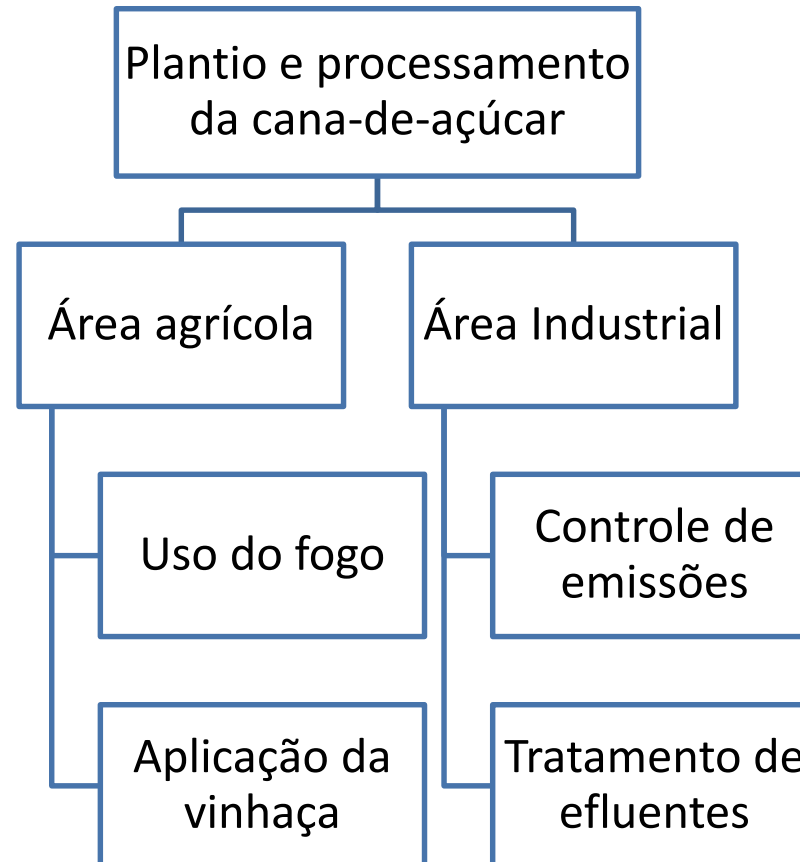 Plantio e processamento
da cana-de-açúcar
Área agrícola
Área Industrial
Uso do fogo
Controle de
emissões
Aplicação da
vinhaça
Tratamento de
efluentes